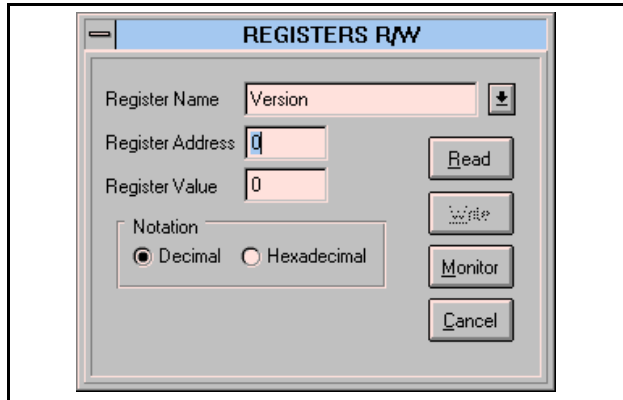 REGISTERS R/W
Register Name Version
Register Address 0
Read
Register Value 0
Write
Notation
Decimal Hexadecimal
Monitor
Cancel